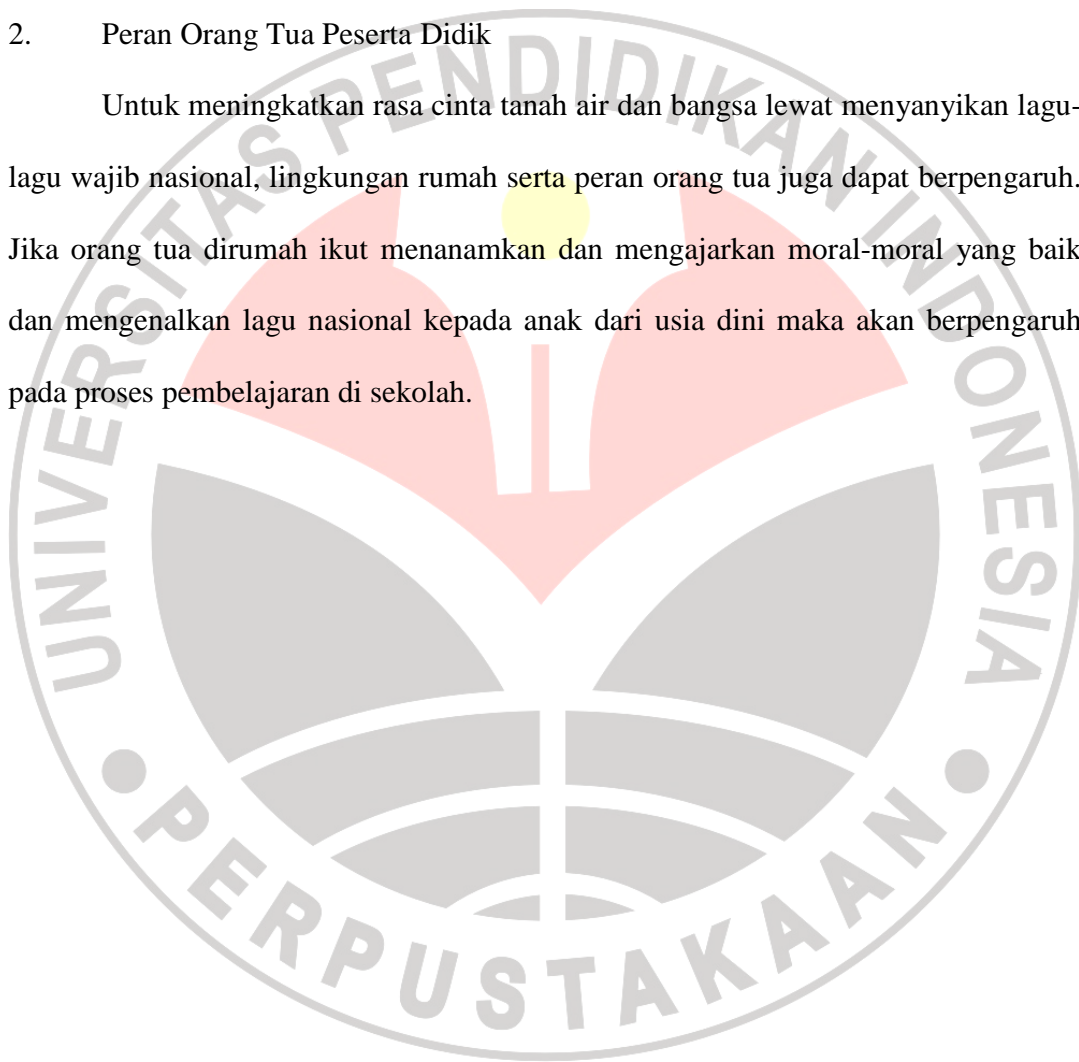 2. Peran Orang Tua Peserta Didik
Untuk meningkatkan rasa cinta tanah air dan bangsa lewat menyanyikan lagu-
lagu wajib nasional, lingkungan rumah serta peran orang tua juga dapat berpengaruh.
Jika orang tua dirumah ikut menanamkan dan mengajarkan moral-moral yang baik
dan mengenalkan lagu nasional kepada anak dari usia dini maka akan berpengaruh
pada proses pembelajaran di sekolah.
UNIVERSITAS PENDIDIKAN INDONESIA
PERPUSTAKAAN